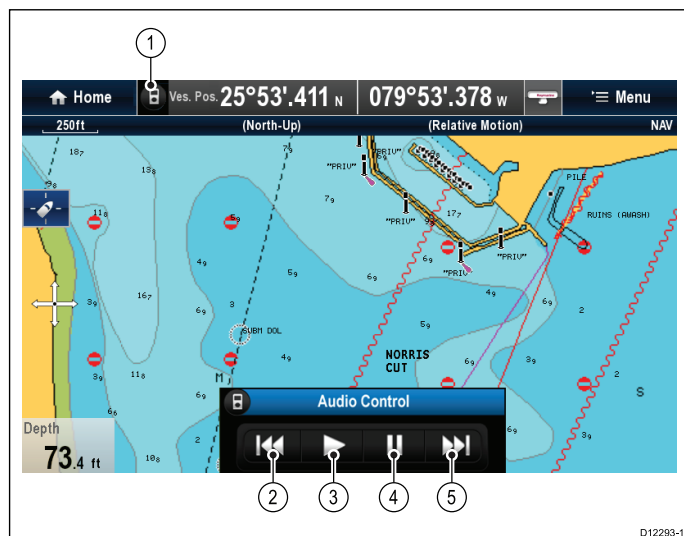 1
Home
Ves. Pos. 25°53'.411 N 079°53'.378 W
Menu
250ft (North-Up) (Relative Motion) NAV
"PRIV"
"PRIV"
"PRIV"
"PRIV"
"PRIV"
PILE
RUINS (AWASH)
SUBM DOL
NORRIS
CUT
M
S
Audio Control
Depth
73.4 ft
2 3 4 5
D12293-1